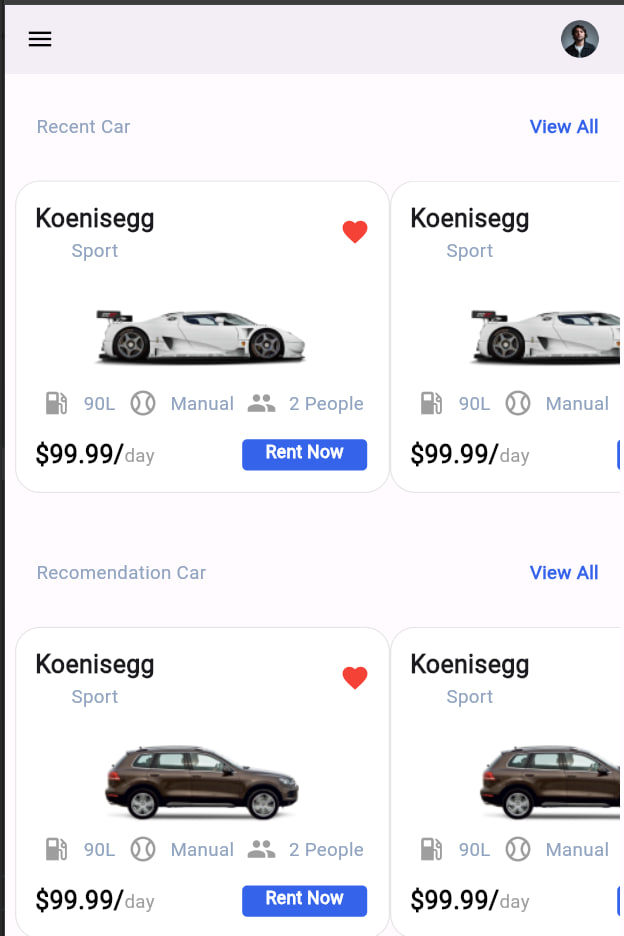 Recent Car View All
Koenisegg Koenisegg
Sport Sport
90L Manual 2 People 90L Manual
$99.99/day Rent Now $99.99/day
Recomendation Car View All
Koenisegg Koenisegg
Sport Sport
90L Manual 2 People 90L Manual
$99.99/day Rent Now $99.99/day